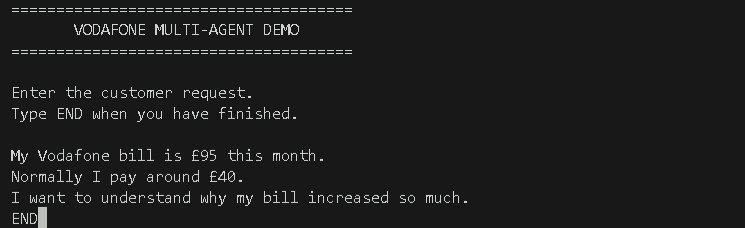 ======================================
VODAFONE MULTI-AGENT DEMO
======================================
Enter the customer request.
Type END when you have finished.
My Vodafone bill is £95 this month.
Normally I pay around £40.
I want to understand why my bill increased so much.
END